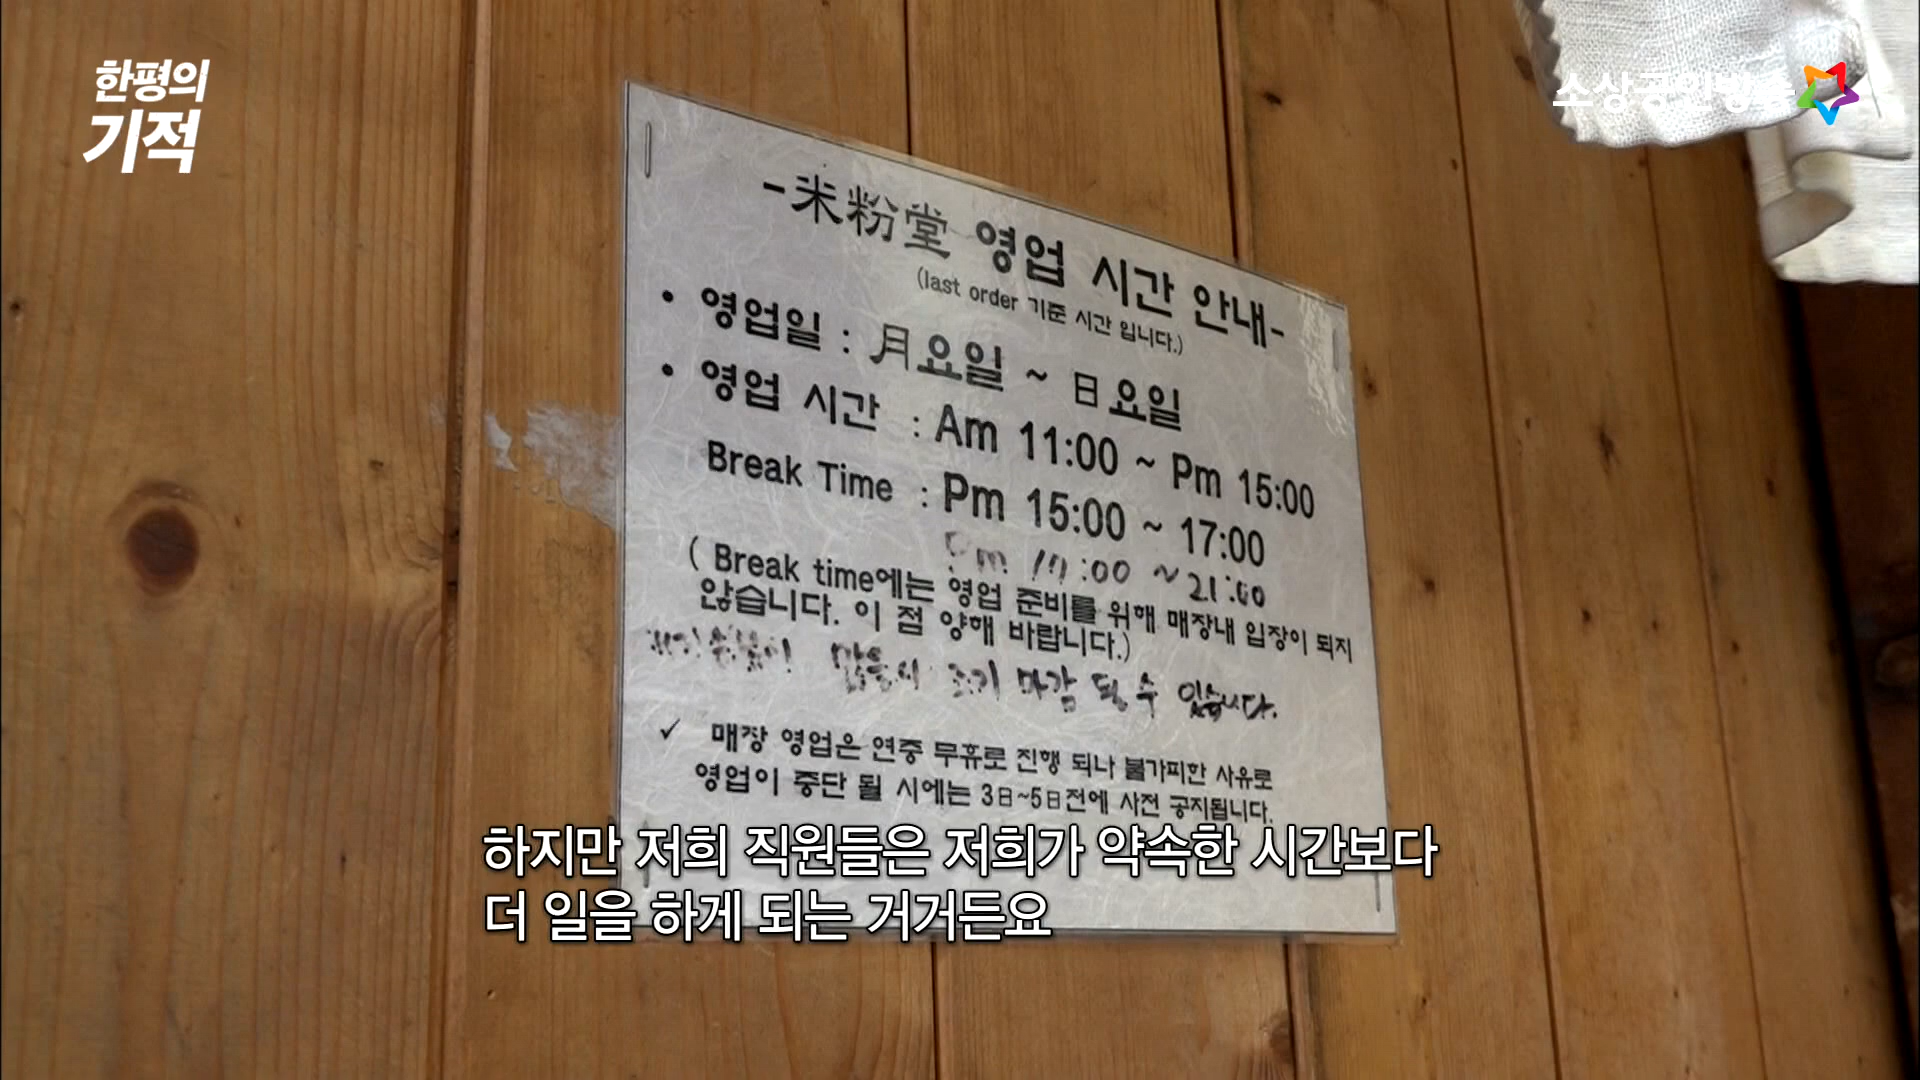 한평의
기적
소상공인방송
-米粉堂 영업 시간 안내-
(last order 기준 시간 입니다.)
• 영업일 : 月요일 ~ 日요일
• 영업 시간 : Am 11:00 ~ Pm 15:00
Break Time : Pm 15:00 ~ 17:00
Pm 17:00 ~ 21:00
( Break time에는 영업 준비를 위해 매장내 입장이 되지
않습니다. 이 점 양해 바랍니다.)
조기 마감 될 수 있습니다.
✓ 매장 영업은 연중 무휴로 진행 되나 불가피한 사유로
영업이 중단 될 시에는 3日~5日전에 사전 공지됩니다.
하지만 저희 직원들은 저희가 약속한 시간보다
더 일을 하게 되는 거거든요